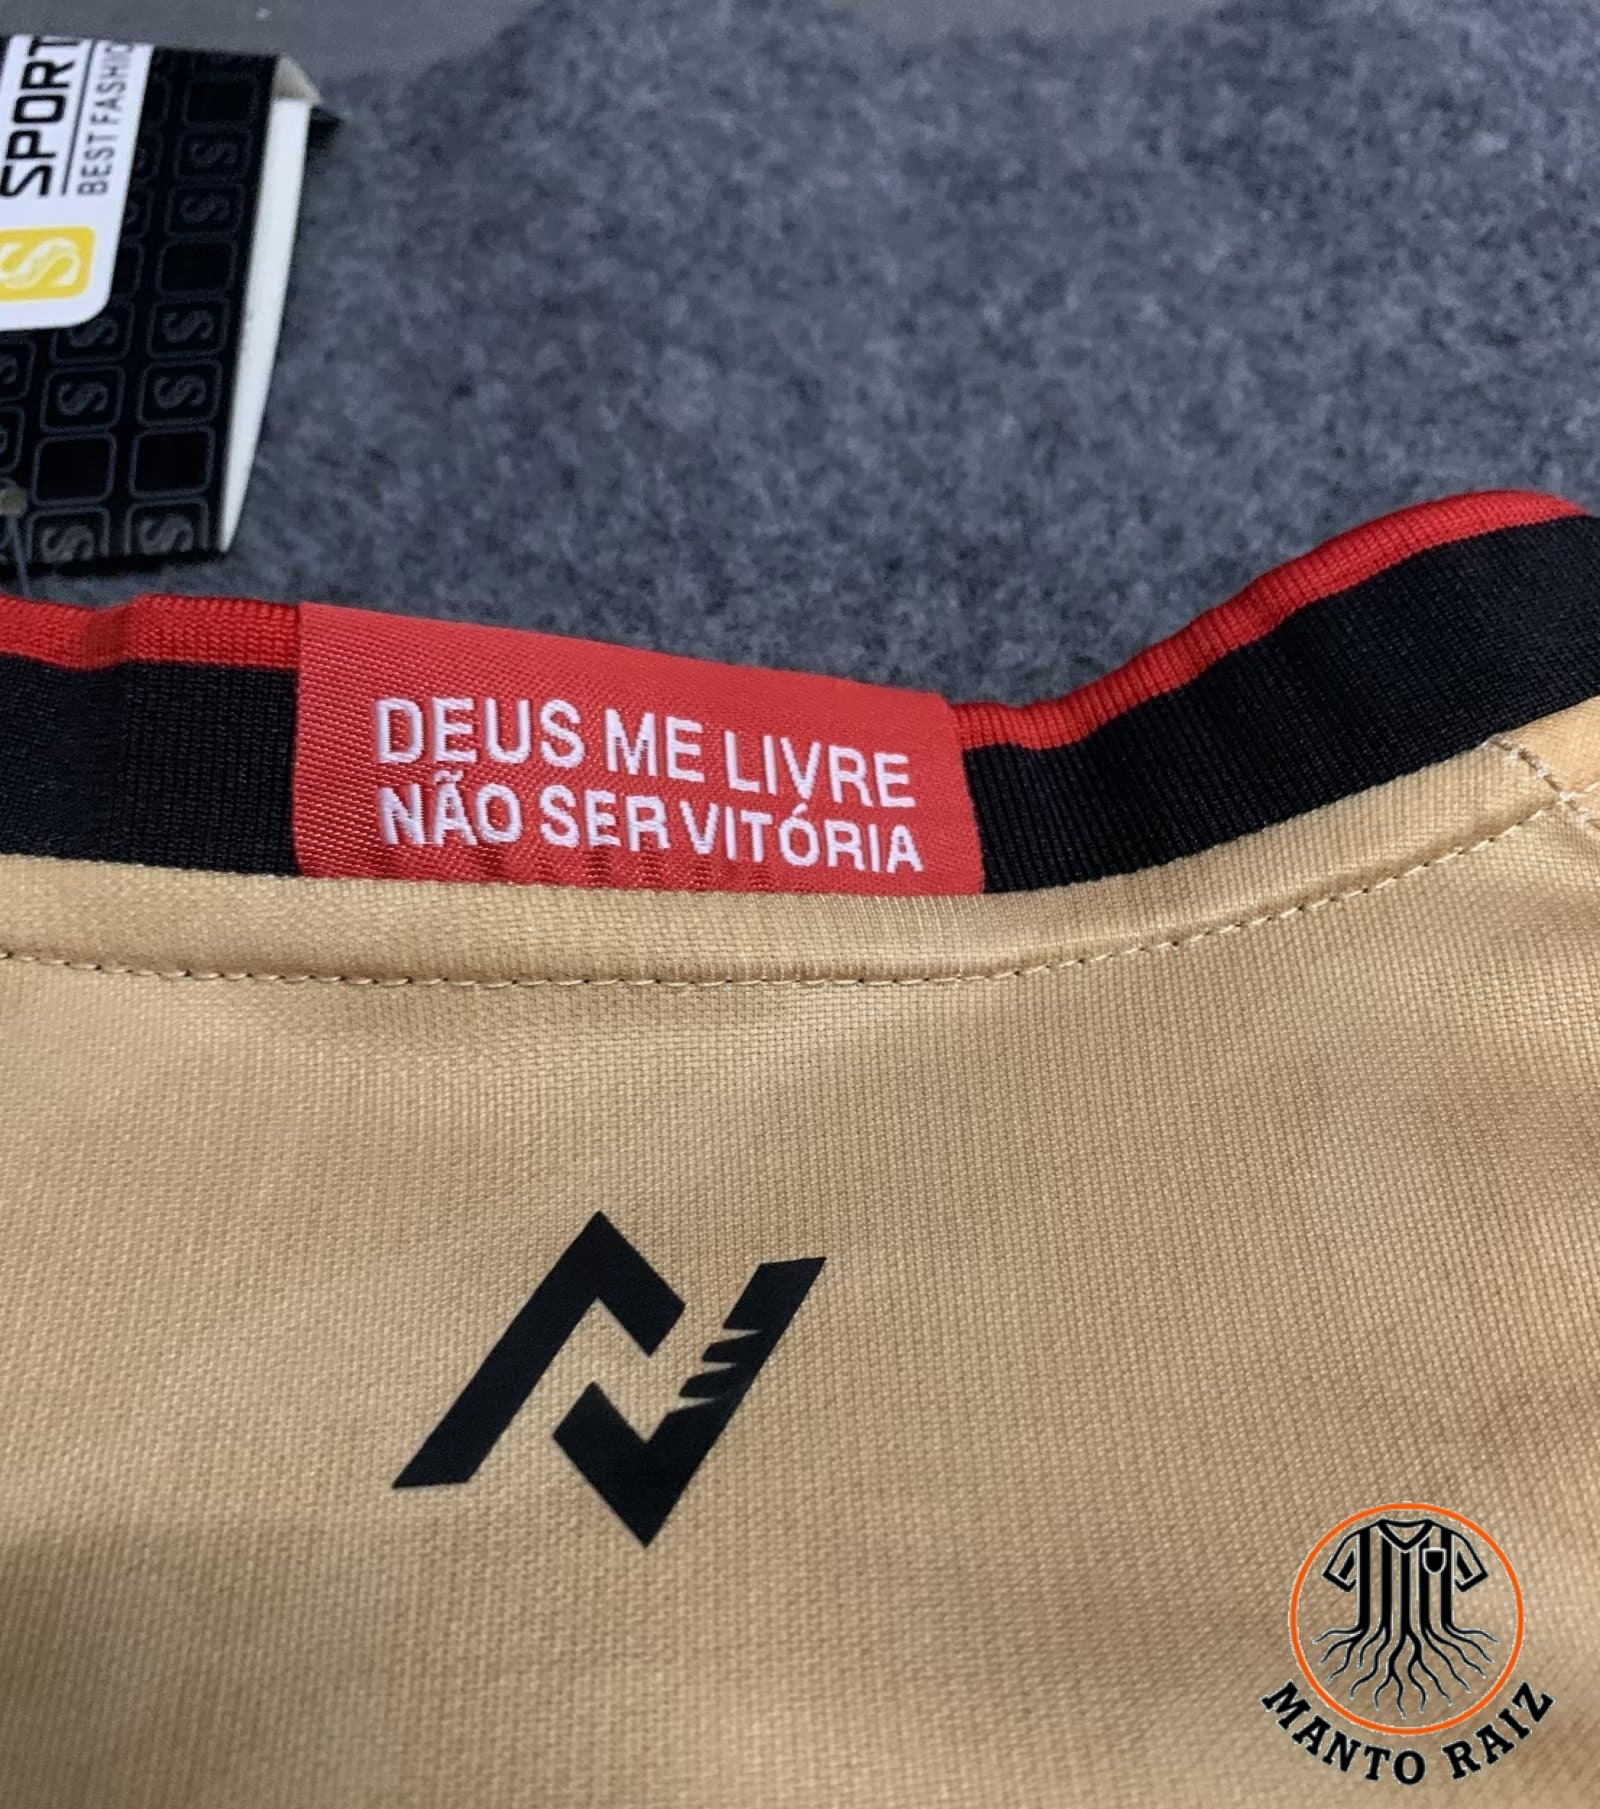 SPORT
BEST FASHIO
DEUS ME LIVRE
NÃO SER VITÓRIA
MANTO RAIZ